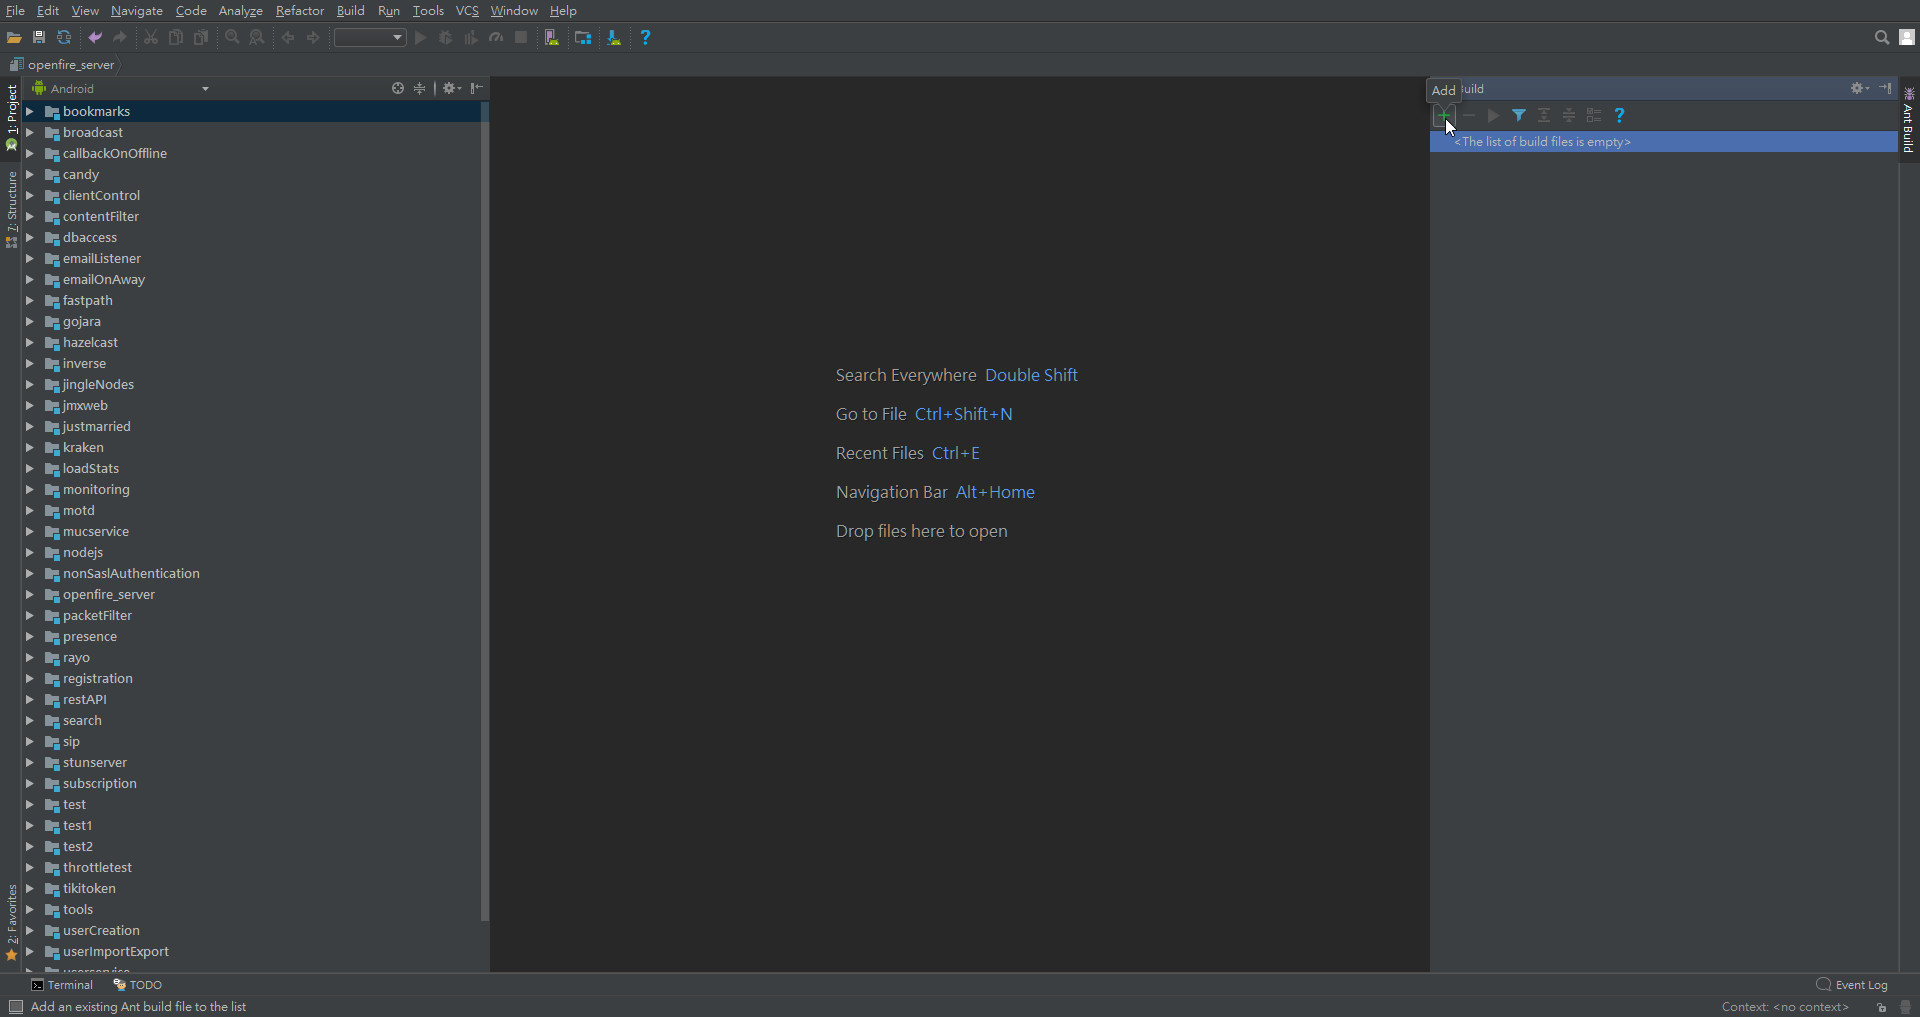 File Edit View Navigate Code Analyze Refactor Build Run Tools VCS Window Help
openfire_server
Android
Add
uild
<The list of build files is empty>
1: Project
7: Structure
2: Favorites
Ant Build
bookmarks
broadcast
callbackOnOffline
candy
clientControl
contentFilter
dbaccess
emailListener
emailOnAway
fastpath
gojara
hazelcast
inverse
jingleNodes
jmxweb
justmarried
kraken
loadStats
monitoring
motd
mucservice
nodejs
nonSaslAuthentication
openfire_server
packetFilter
presence
rayo
registration
restAPI
search
sip
stunserver
subscription
test
test1
test2
throttletest
tikitoken
tools
userCreation
userImportExport
userservice
Search Everywhere Double Shift
Go to File Ctrl+Shift+N
Recent Files Ctrl+E
Navigation Bar Alt+Home
Drop files here to open
Terminal TODO
Event Log
Add an existing Ant build file to the list
Context: <no context>